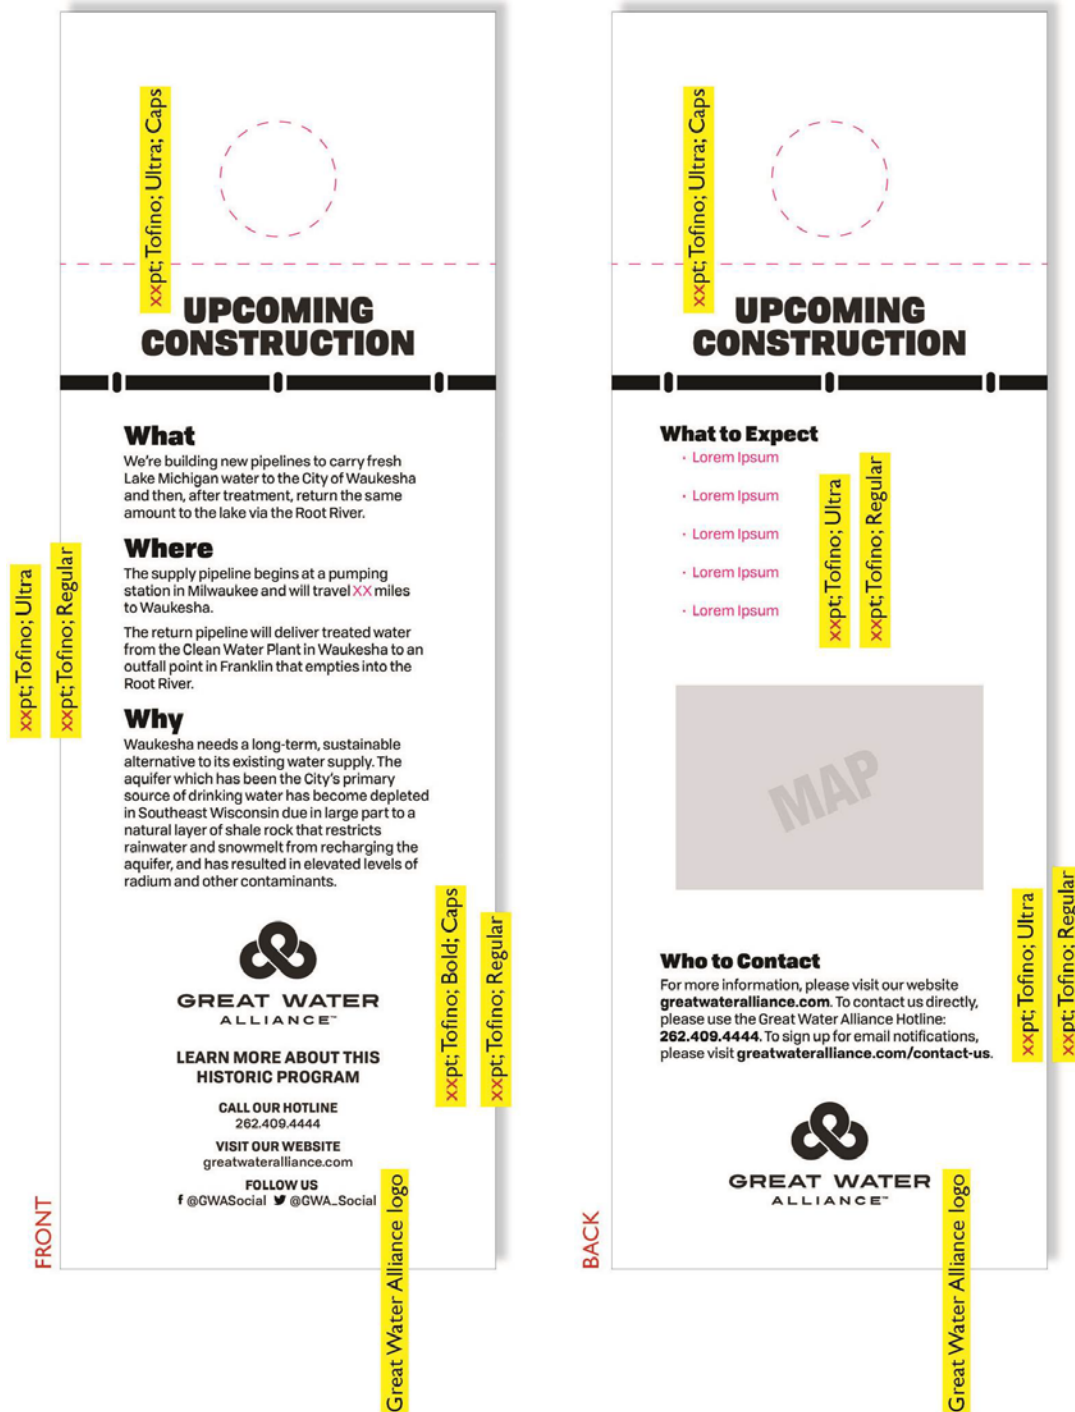 FRONT
xxpt; Tofino; Ultra; Caps
UPCOMING
CONSTRUCTION
What
We're building new pipelines to carry fresh
Lake Michigan water to the City of Waukesha
and then, after treatment, return the same
amount to the lake via the Root River.
Where
The supply pipeline begins at a pumping
station in Milwaukee and will travel XX miles
to Waukesha.
The return pipeline will deliver treated water
from the Clean Water Plant in Waukesha to an
outfall point in Franklin that empties into the
Root River.
xxpt; Tofino; Ultra
xxpt; Tofino; Regular
Why
Waukesha needs a long-term, sustainable
alternative to its existing water supply. The
aquifer which has been the City's primary
source of drinking water has become depleted
in Southeast Wisconsin due in large part to a
natural layer of shale rock that restricts
rainwater and snowmelt from recharging the
aquifer, and has resulted in elevated levels of
radium and other contaminants.
GREAT WATER
ALLIANCE™
LEARN MORE ABOUT THIS
HISTORIC PROGRAM
CALL OUR HOTLINE
262.409.4444
VISIT OUR WEBSITE
greatwateralliance.com
FOLLOW US
f @GWASocial @GWA_Social
xxpt; Tofino; Bold; Caps
xxpt; Tofino; Regular
Great Water Alliance logo
BACK
xxpt; Tofino; Ultra; Caps
UPCOMING
CONSTRUCTION
What to Expect
· Lorem Ipsum
· Lorem Ipsum
· Lorem Ipsum
· Lorem Ipsum
· Lorem Ipsum
xxpt; Tofino; Ultra
xxpt; Tofino; Regular
MAP
Who to Contact
For more information, please visit our website
greatwateralliance.com. To contact us directly,
please use the Great Water Alliance Hotline:
262.409.4444. To sign up for email notifications,
please visit greatwateralliance.com/contact-us.
xxpt; Tofino; Ultra
xxpt; Tofino; Regular
GREAT WATER
ALLIANCE™
Great Water Alliance logo